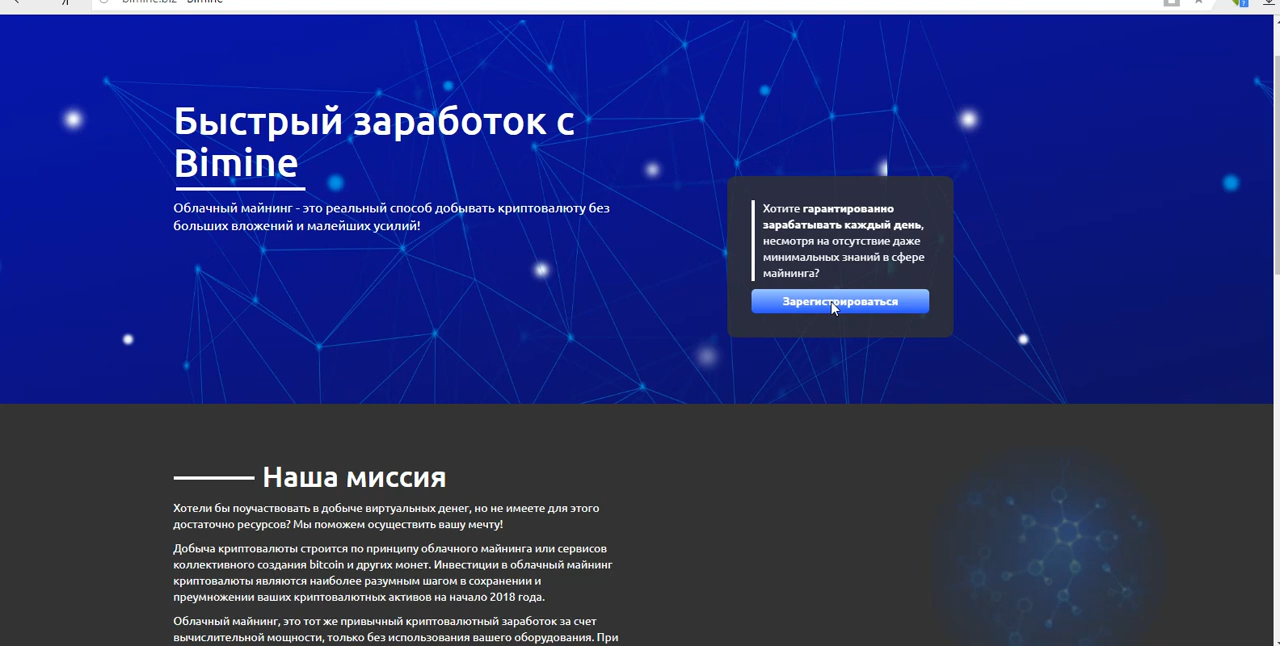 Быстрый заработок с
Bimine
Облачный майнинг - это реальный способ добывать криптовалюту без
больших вложений и малейших усилий!
Хотите гарантированно
зарабатывать каждый день,
несмотря на отсутствие даже
минимальных знаний в сфере
майнинга?
Зарегистрироваться
Наша миссия
Хотели бы поучаствовать в добыче виртуальных денег, но не имеете для этого
достаточно ресурсов? Мы поможем осуществить вашу мечту!
Добыча криптовалюты строится по принципу облачного майнинга или сервисов
коллективного создания bitcoin и других монет. Инвестиции в облачный майнинг
криптовалюты являются наиболее разумным шагом в сохранении и
преумножении ваших криптовалютных активов на начало 2018 года.
Облачный майнинг, это тот же привычный криптовалютный заработок за счет
вычислительной мощности, только без использования вашего оборудования. При